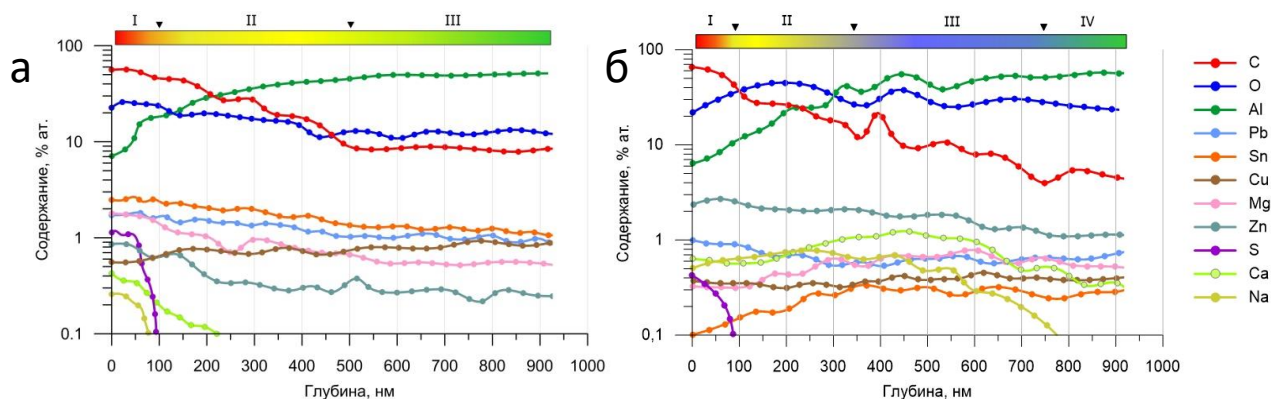 а
I II III
100
10
1
0.1
Содержание, % ат.
0 100 200 300 400 500 600 700 800 900 1000
Глубина, нм
б
I II III IV
100
10
1
0,1
Содержание, % ат.
0 100 200 300 400 500 600 700 800 900 1000
Глубина, нм
C
O
Al
Pb
Sn
Cu
Mg
Zn
S
Ca
Na